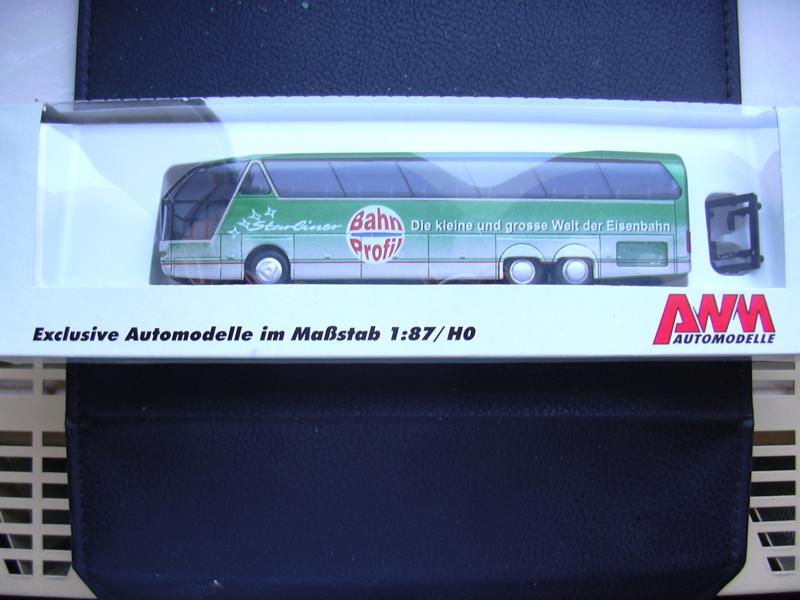 Starliner
Bahn
Profil
Die kleine und grosse Welt der Eisenbahn
Exclusive Automodelle im Maßstab 1:87/H0
AWM
AUTOMODELLE